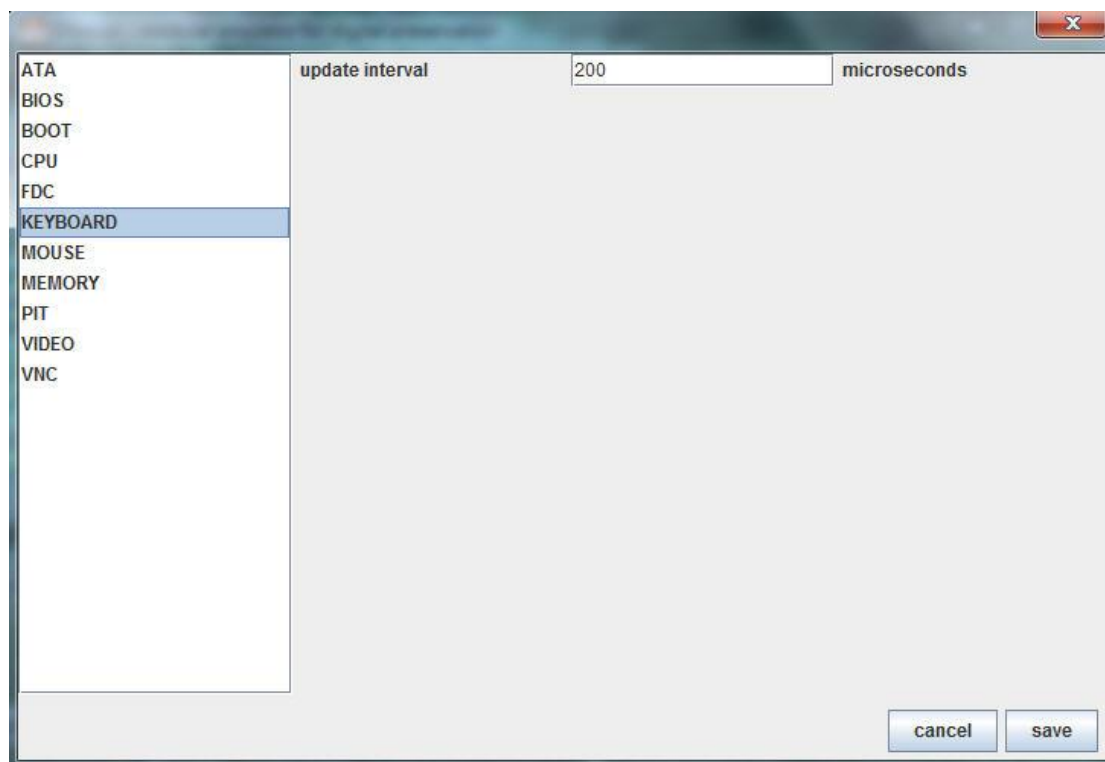 x
ATA
BIOS
BOOT
CPU
FDC
KEYBOARD
MOUSE
MEMORY
PIT
VIDEO
VNC
update interval 200 microseconds
cancel save